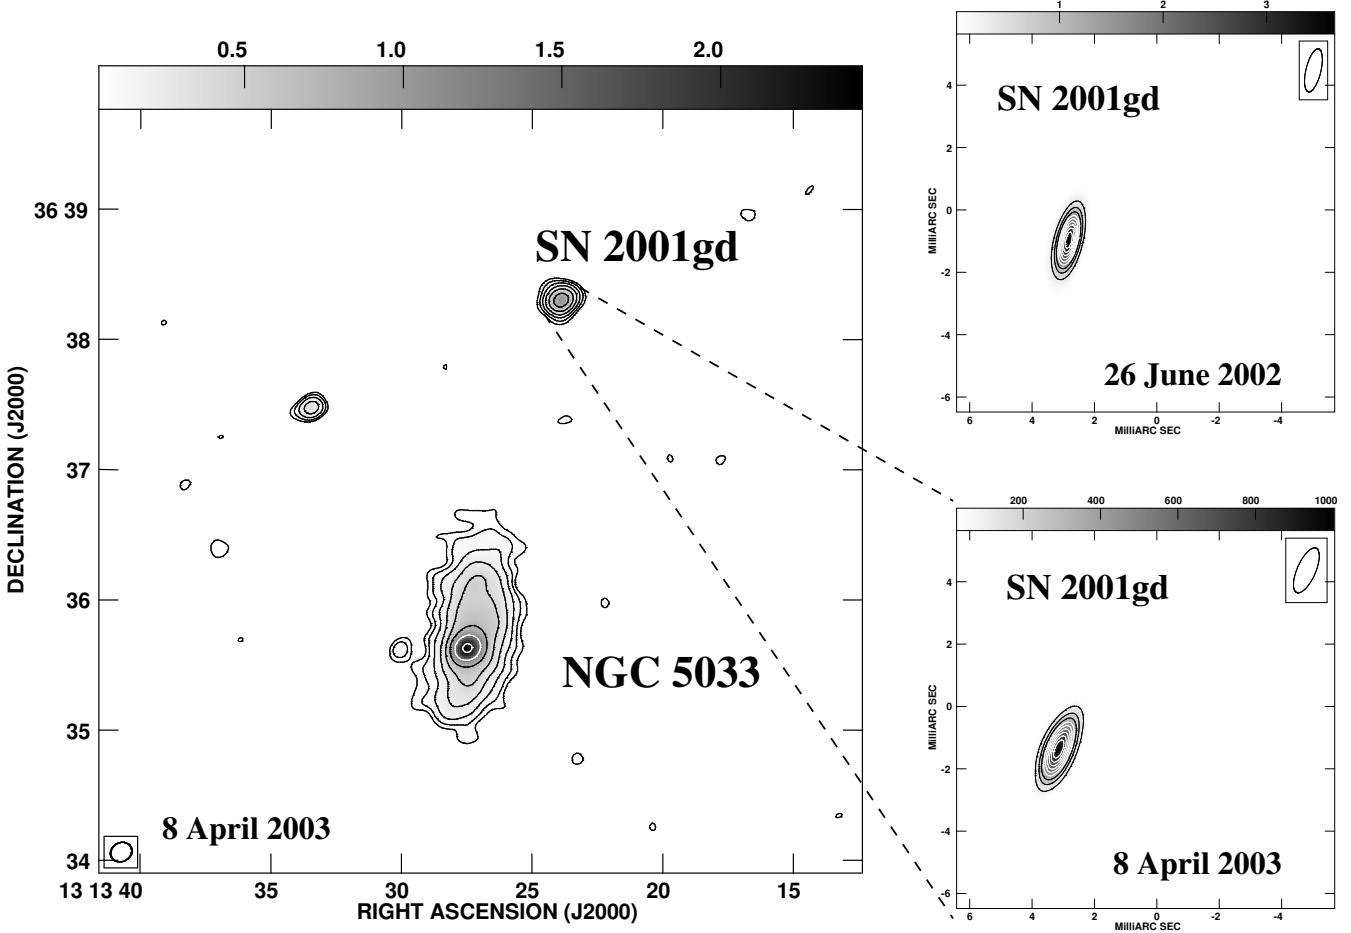 0.5 1.0 1.5 2.0
SN 2001gd
NGC 5033
8 April 2003
36 39
38
37
36
35
34
13 13 40 35 30 25 20 15
DECLINATION (J2000)
RIGHT ASCENSION (J2000)
1 2 3
SN 2001gd
26 June 2002
4
2
0
-2
-4
-6
6 4 2 0 -2 -4
MilliARC SEC
MilliARC SEC
200 400 600 800 1000
SN 2001gd
8 April 2003
4
2
0
-2
-4
-6
6 4 2 0 -2 -4
MilliARC SEC
MilliARC SEC